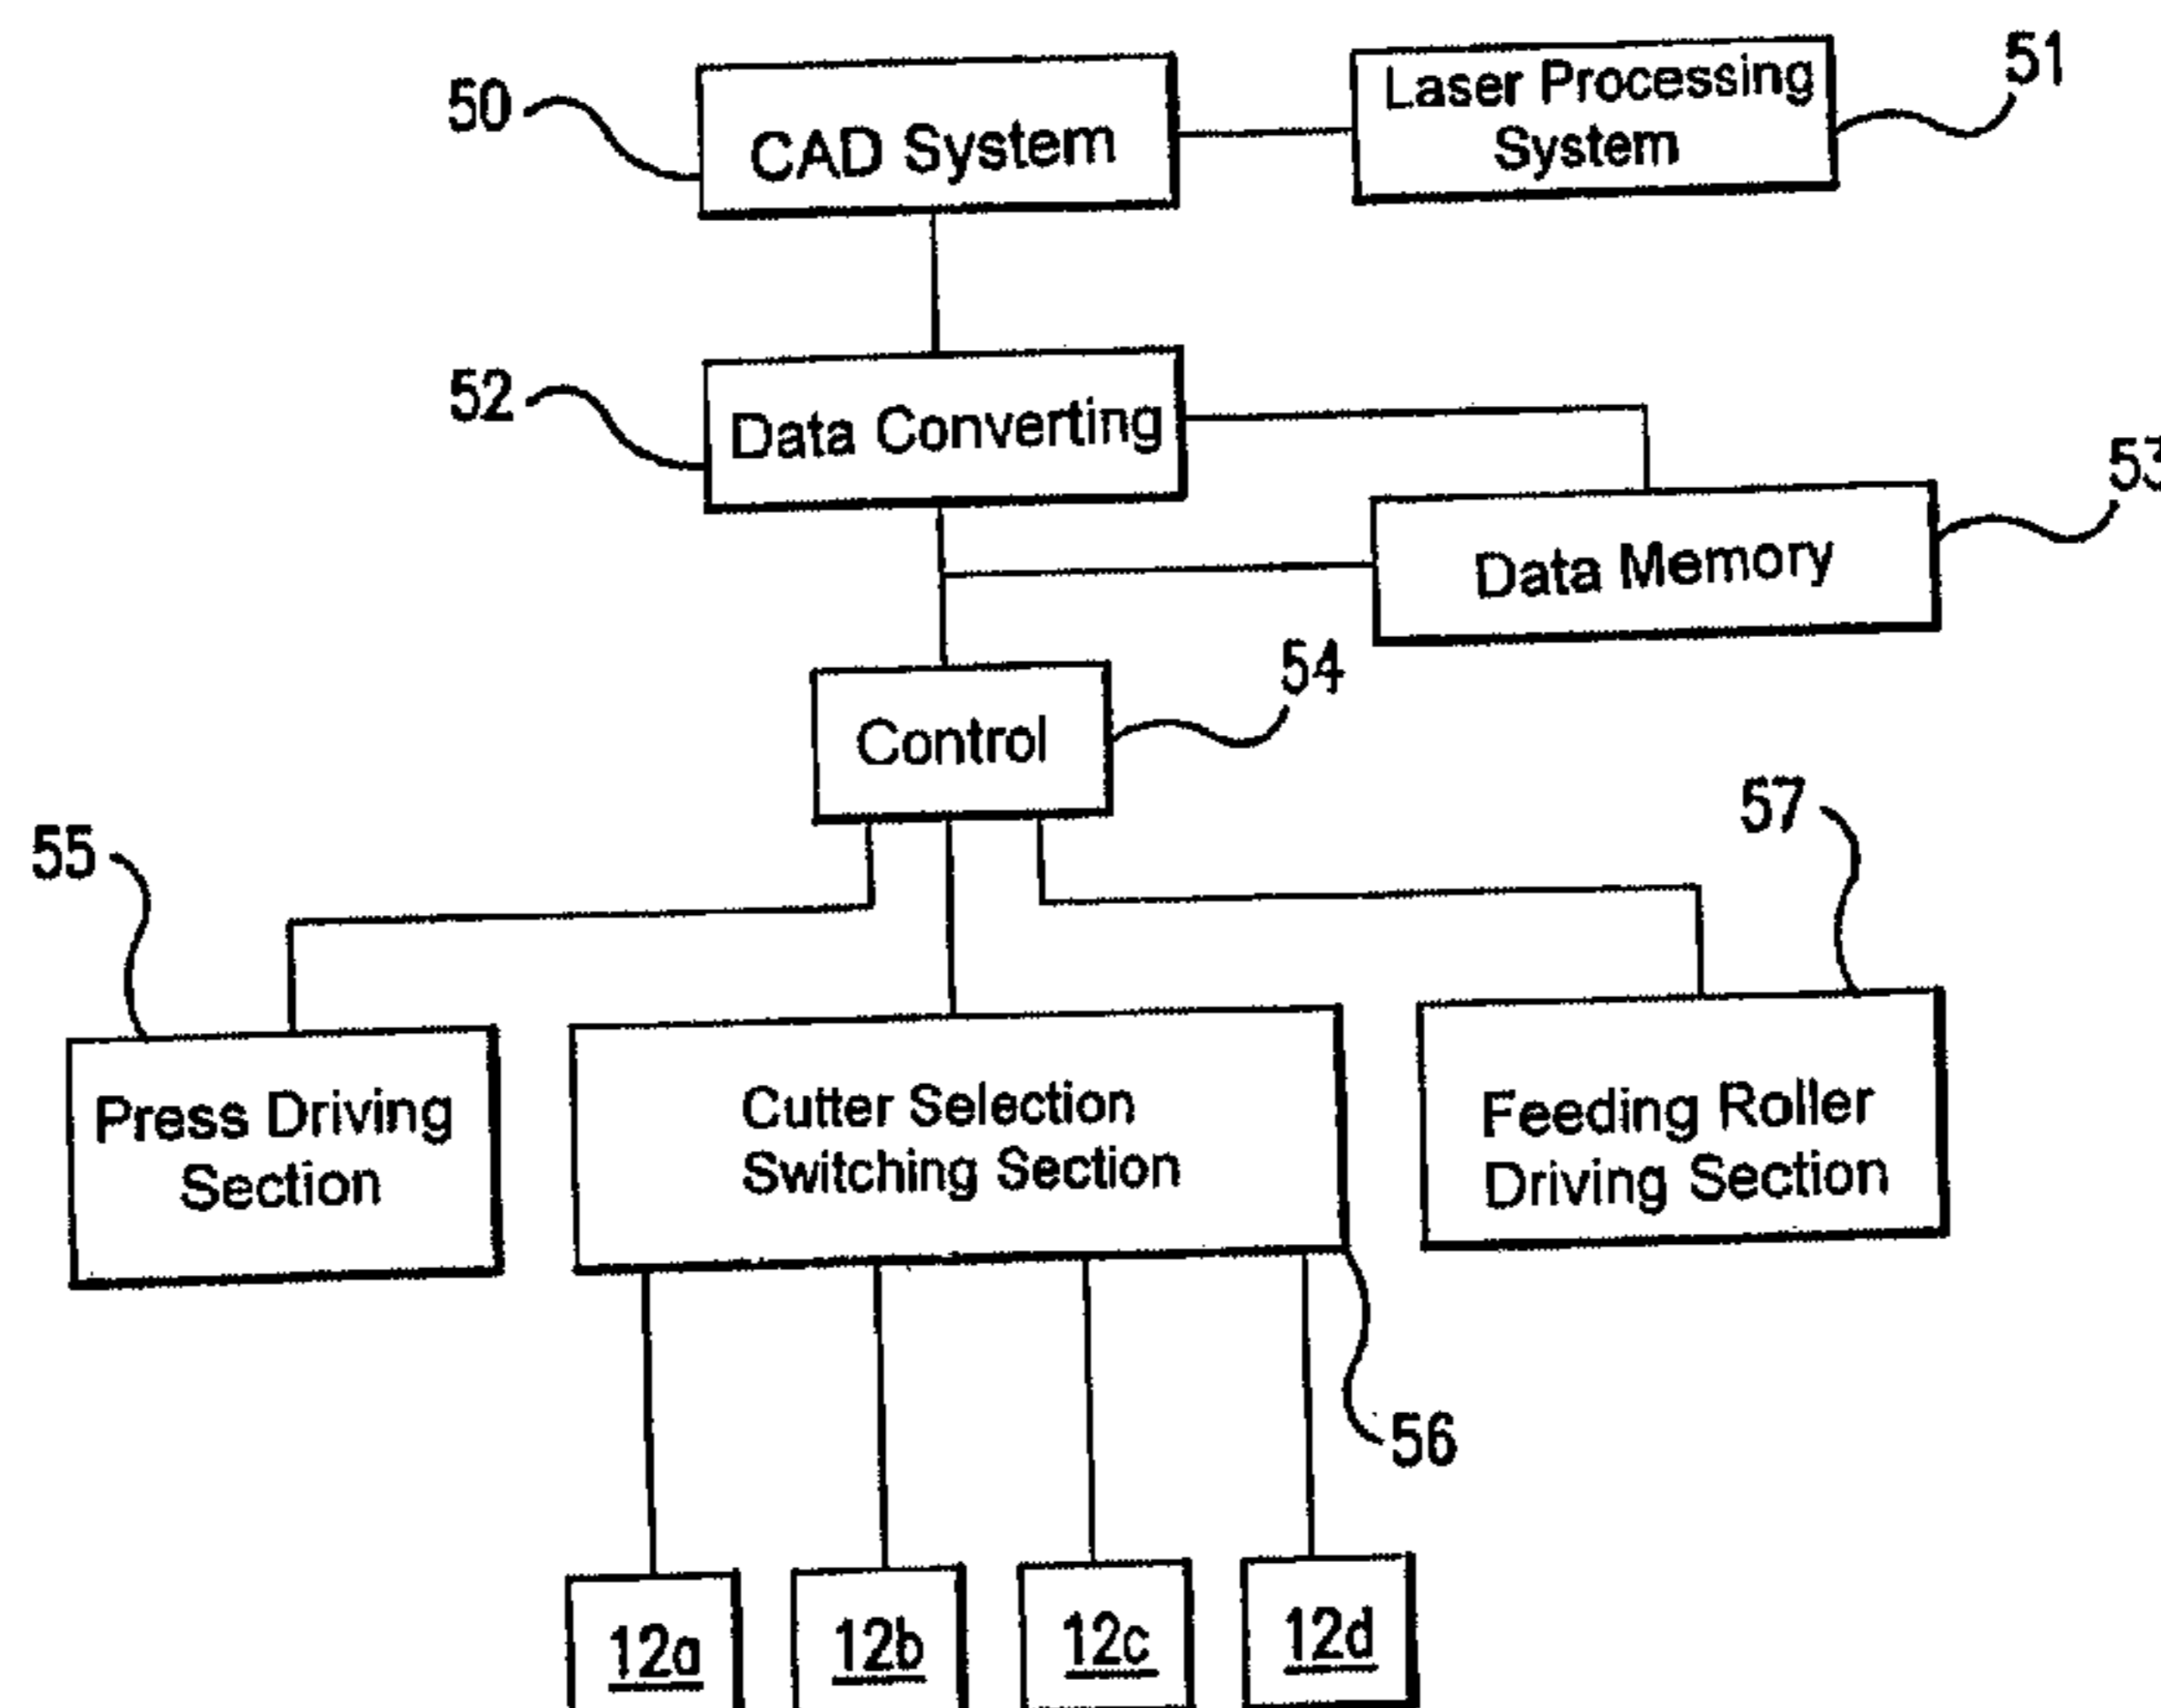 50
CAD System
Laser Processing
System
51
52
Data Converting
53
Data Memory
54
Control
55
57
Press Driving
Section
Cutter Selection
Switching Section
Feeding Roller
Driving Section
56
12a
12b
12c
12d